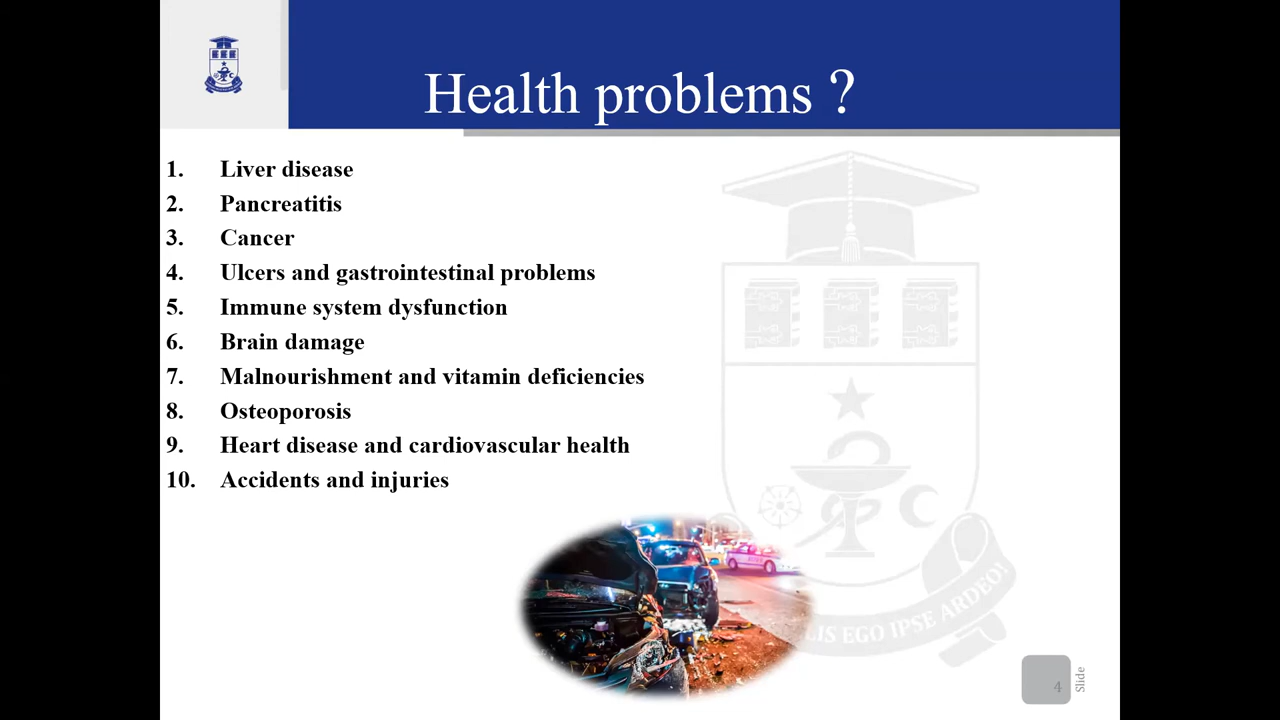 Health problems ?
1. Liver disease
2. Pancreatitis
3. Cancer
4. Ulcers and gastrointestinal problems
5. Immune system dysfunction
6. Brain damage
7. Malnourishment and vitamin deficiencies
8. Osteoporosis
9. Heart disease and cardiovascular health
10. Accidents and injuries
EGO IPSE ARDEO!
4
Slide